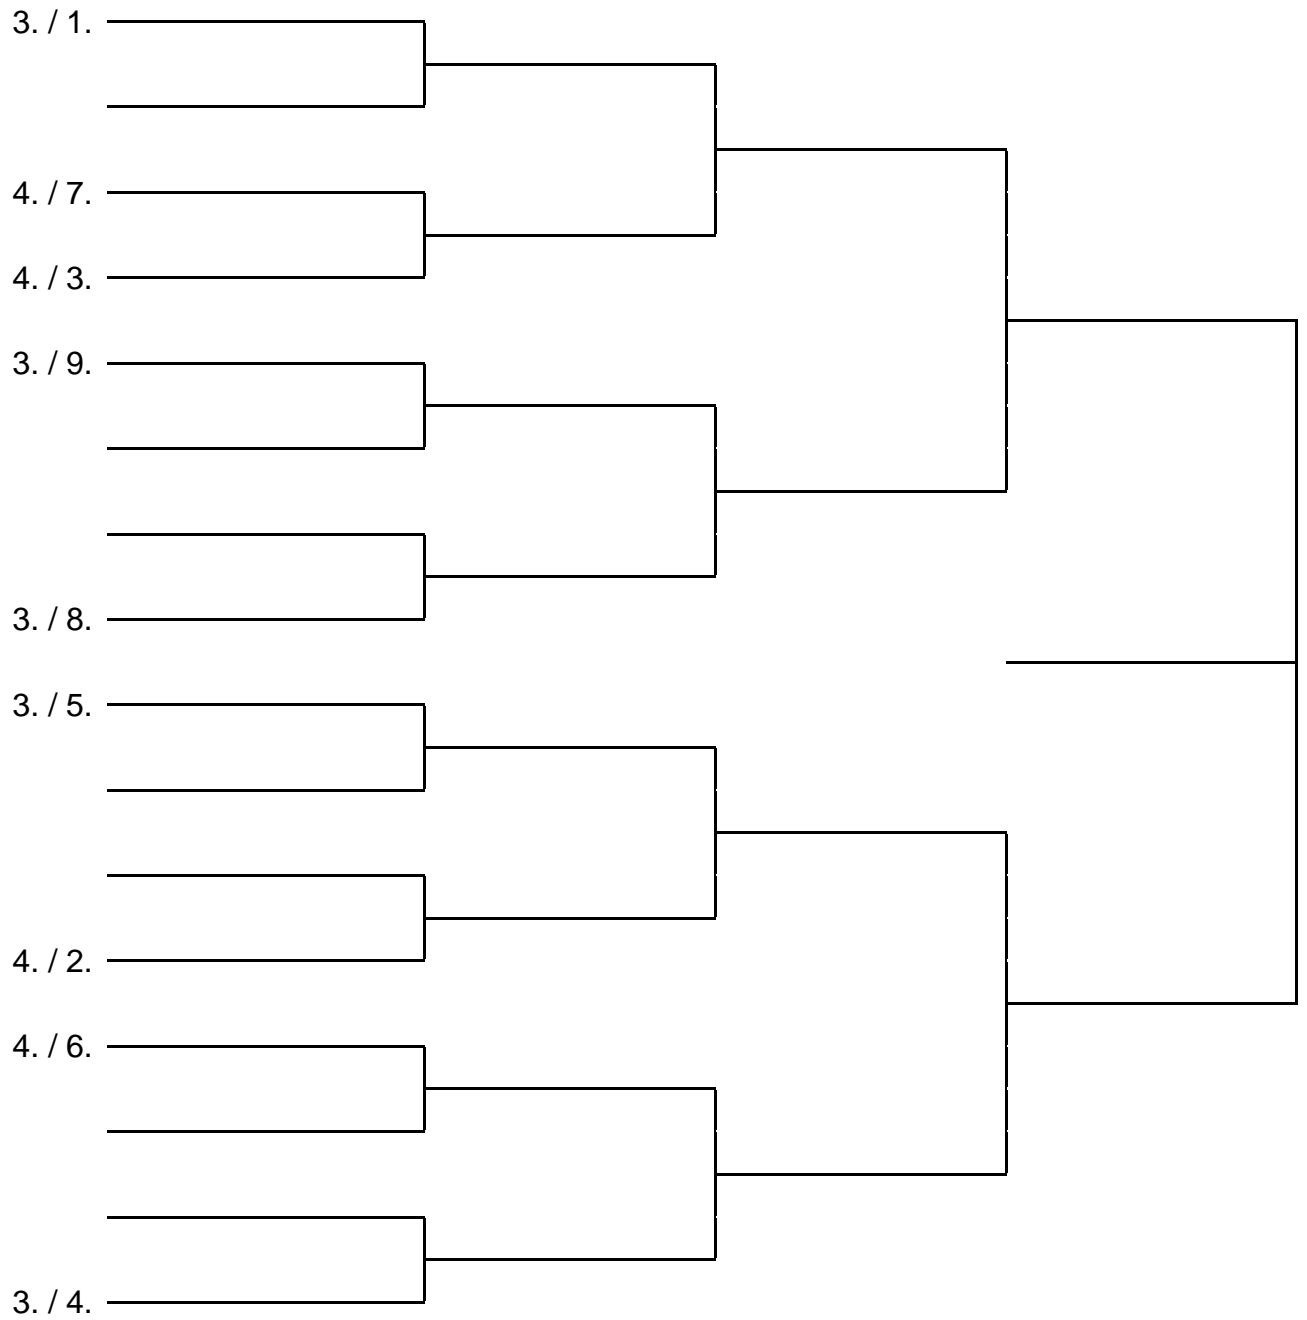 3. / 1.
4. / 7.
4. / 3.
3. / 9.
3. / 8.
3. / 5.
4. / 2.
4. / 6.
3. / 4.